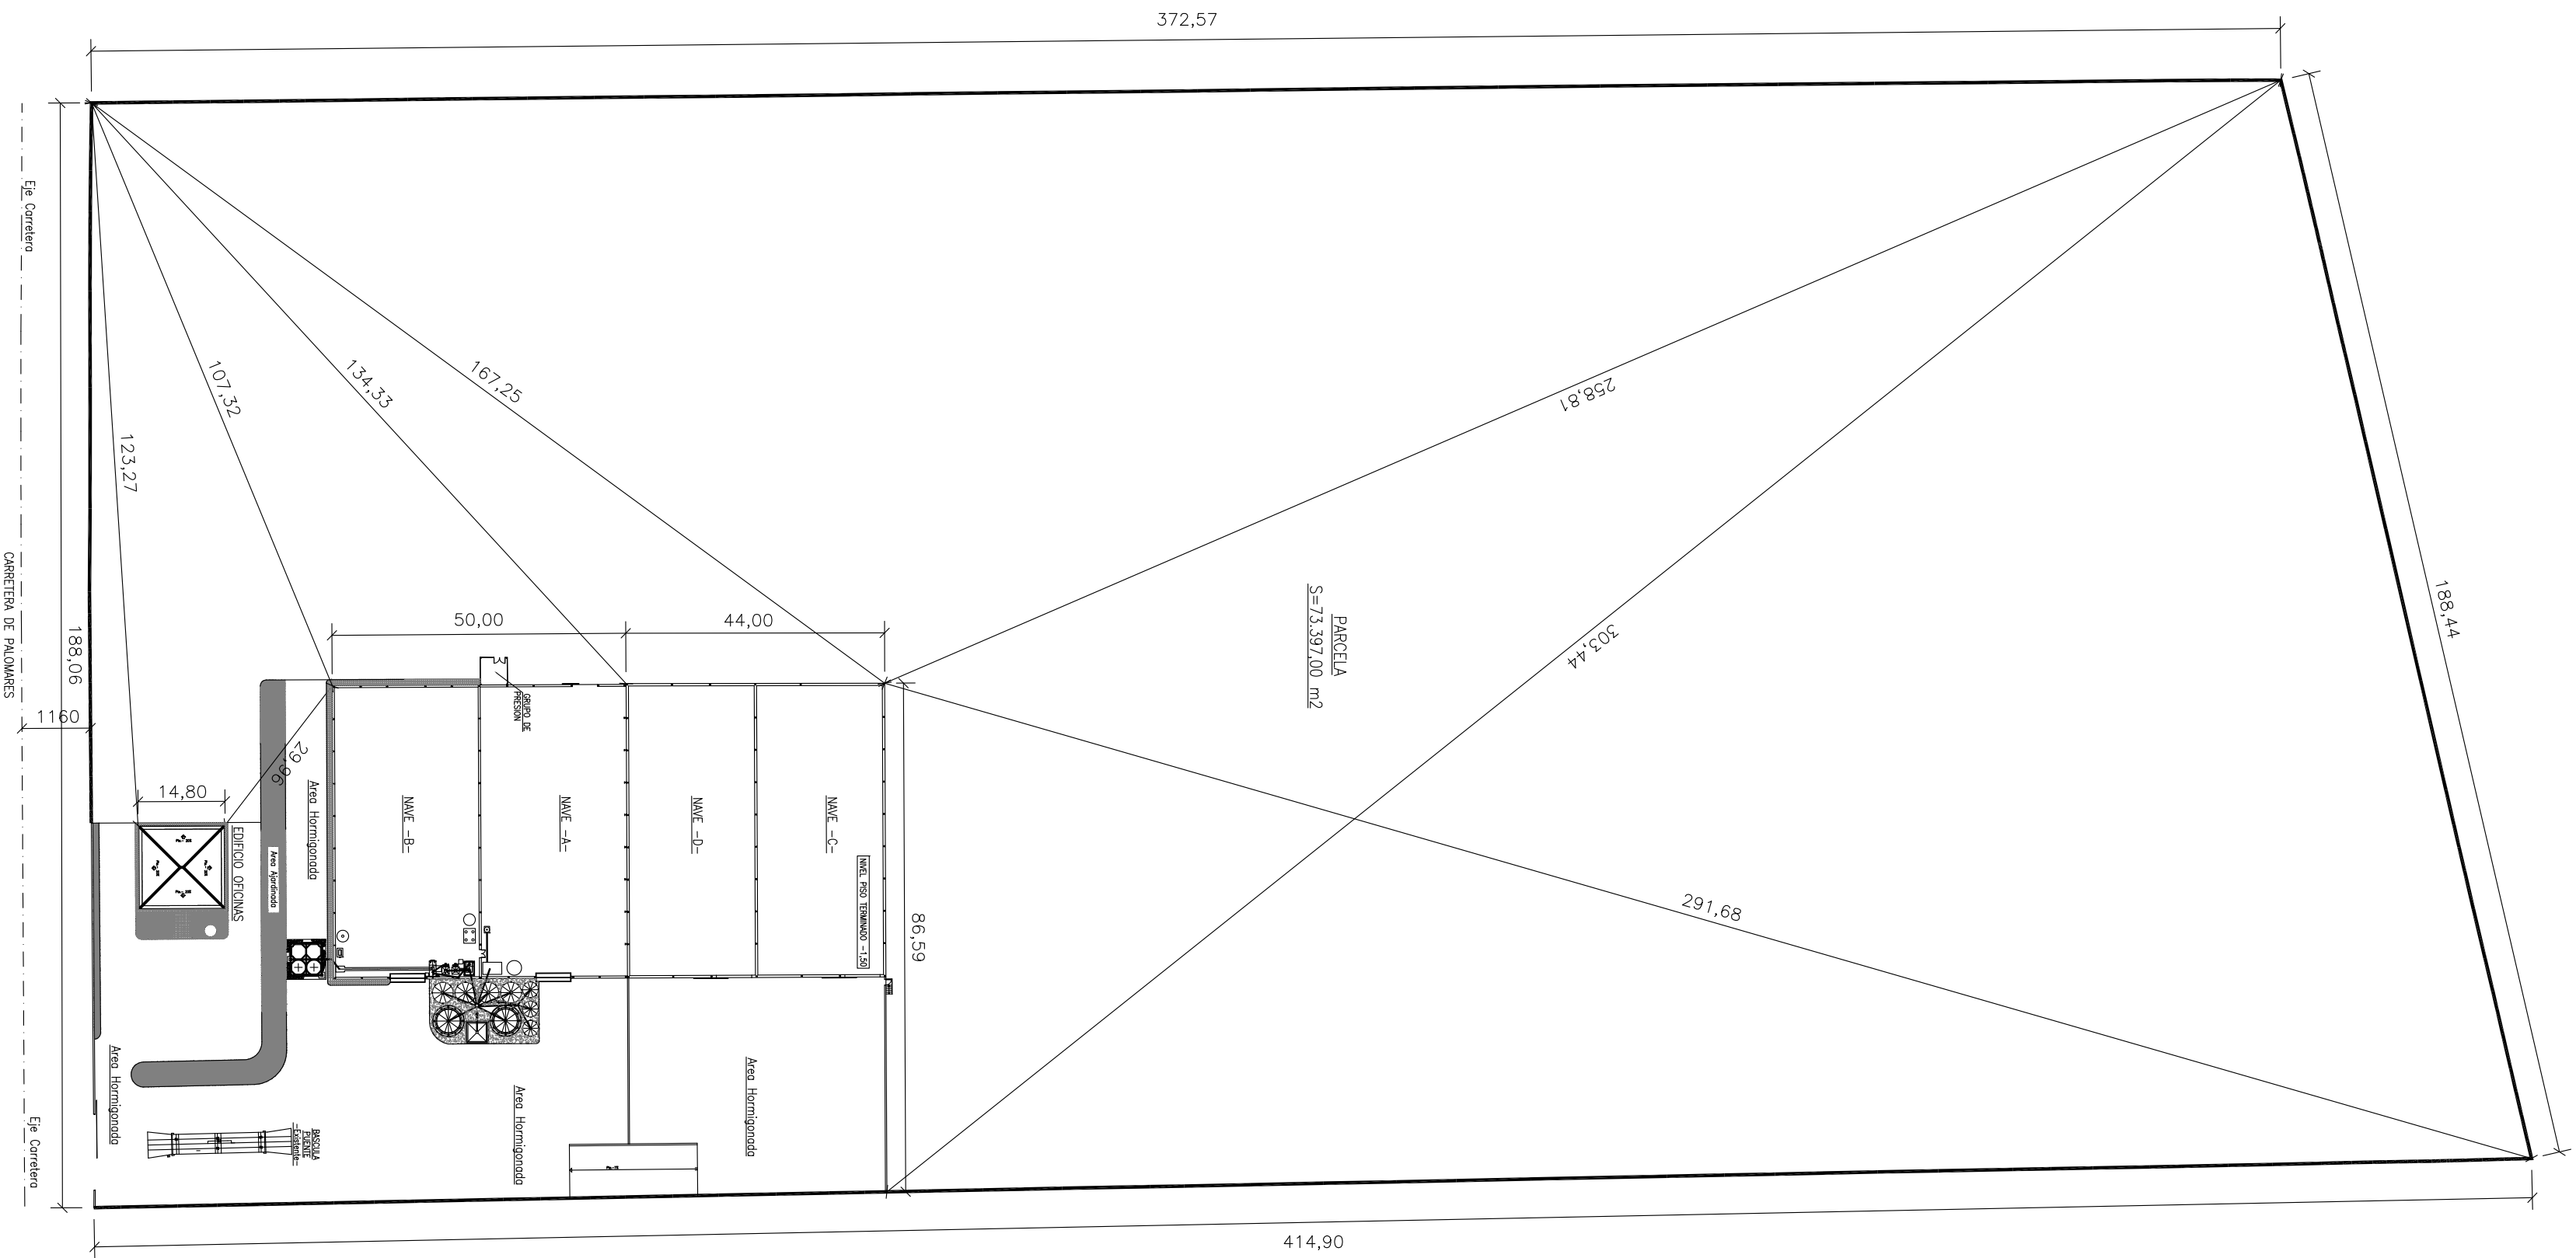 372,57
Eje Carretera
107,32
134,33
167,25
258,81
123,27
188,44
CARRETERA DE PALOMARES
188,06
1160
50,00
44,00
PARCELA
S=73.397,00 m2
303,44
GRUPO DE
PRESION
29,96
14,80
EDIFICIO OFICINAS
Area Ajardinada
Area Hormigonada
NAVE -B-
NAVE -A-
NAVE -D-
NAVE -C-
NIVEL PISO TERMINADO -1,50
86,59
291,68
Area Hormigonada
Area Hormigonada
Area Hormigonada
BASCULA
PUENTE
-Existente-
Eje Carretera
414,90